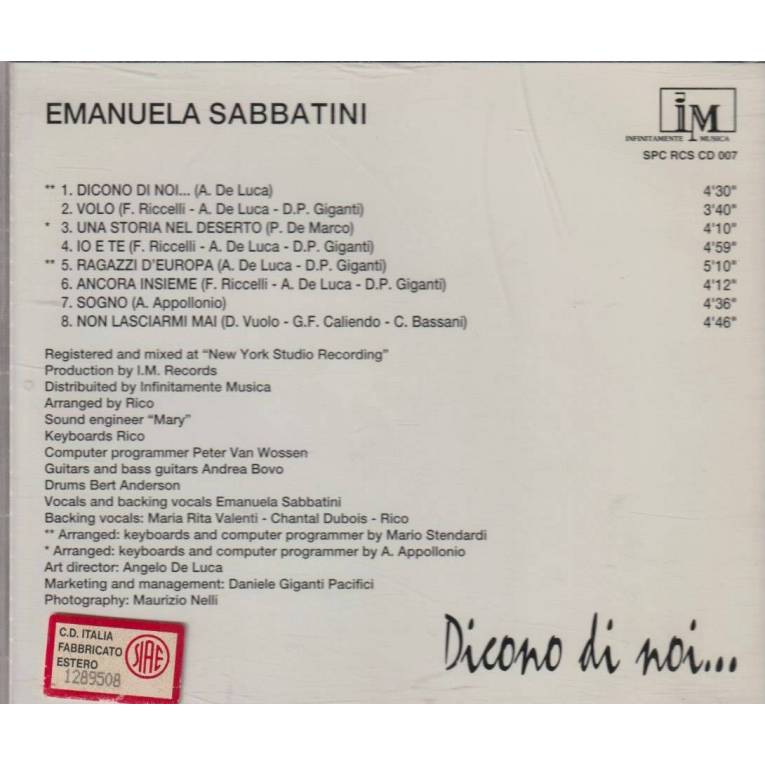 EMANUELA SABBATINI
iM
INFINITAMENTE MUSICA
SPC RCS CD 007
** 1. DICONO DI NOI... (A. De Luca) 4'30"
2. VOLO (F. Riccelli - A. De Luca - D.P. Giganti) 3'40"
* 3. UNA STORIA NEL DESERTO (P. De Marco) 4'10"
4. IO E TE (F. Riccelli - A. De Luca - D.P. Giganti) 4'59"
** 5. RAGAZZI D'EUROPA (A. De Luca - D.P. Giganti) 5'10"
6. ANCORA INSIEME (F. Riccelli - A. De Luca - D.P. Giganti) 4'12"
7. SOGNO (A. Appollonio) 4'36"
8. NON LASCIARMI MAI (D. Vuolo - G.F. Caliendo - C. Bassani) 4'46"
Registered and mixed at “New York Studio Recording”
Production by I.M. Records
Distribuited by Infinitamente Musica
Arranged by Rico
Sound engineer “Mary”
Keyboards Rico
Computer programmer Peter Van Wossen
Guitars and bass guitars Andrea Bovo
Drums Bert Anderson
Vocals and backing vocals Emanuela Sabbatini
Backing vocals: Maria Rita Valenti - Chantal Dubois - Rico
** Arranged: keyboards and computer programmer by Mario Stendardi
* Arranged: keyboards and computer programmer by A. Appollonio
Art director: Angelo De Luca
Marketing and management: Daniele Giganti Pacifici
Photography: Maurizio Nelli
C.D. ITALIA
FABBRICATO
ESTERO
1289508
SIAE
Dicono di noi...